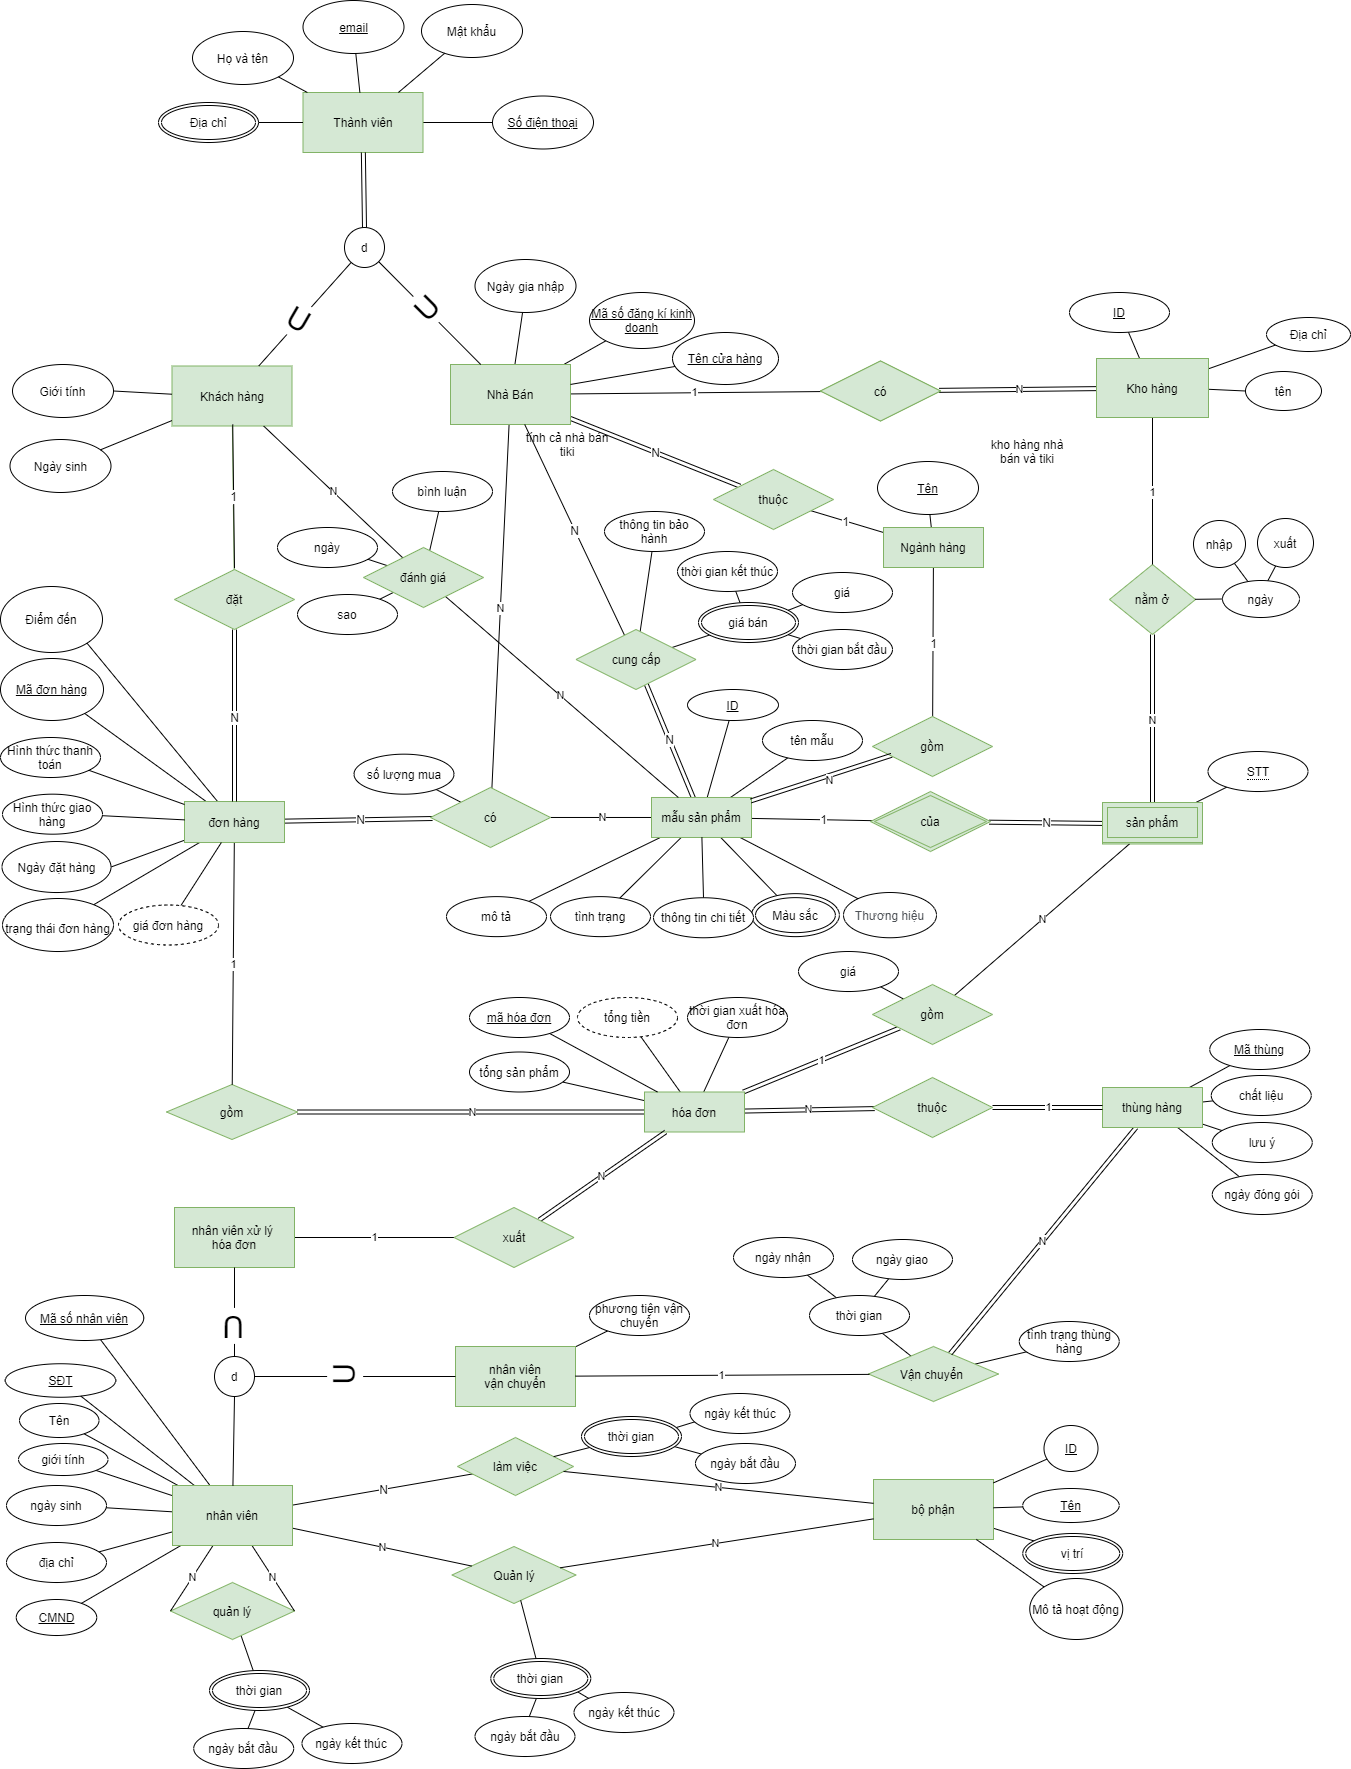 email
Mật khẩu
Họ và tên
Địa chỉ
Thành viên
Số điện thoại
d
Ngày gia nhập
Mã số đăng kí kinh
doanh
Tên cửa hàng
ID
Địa chỉ
tên
Giới tính
Khách hàng
Nhà Bán
1
có
N
Kho hàng
Ngày sinh
tính cả nhà bán
tiki
N
kho hàng nhà
bán và tiki
1
N
bình luận
thuộc
1
Tên
1
N
thông tin bảo
hành
ngày
đánh giá
Ngành hàng
nhập
xuất
thời gian kết thúc
giá
sao
đặt
N
giá bán
nằm ở
ngày
Điểm đến
cung cấp
thời gian bắt đầu
1
Mã đơn hàng
N
N
ID
N
N
tên mẫu
gồm
N
Hình thức thanh
toán
số lượng mua
N
STT
Hình thức giao
hàng
đơn hàng
N
có
N
mẫu sản phẩm
1
của
N
sản phẩm
Ngày đặt hàng
trạng thái đơn hàng
giá đơn hàng
mô tả
tình trạng
thông tin chi tiết
Màu sắc
Thương hiệu
N
1
giá
mã hóa đơn
tổng tiền
thời gian xuất hóa
đơn
gồm
tổng sản phẩm
1
Mã thùng
chất liệu
gồm
N
hóa đơn
N
thuộc
1
thùng hàng
lưu ý
N
ngày đóng gói
nhân viên xử lý
hóa đơn
1
xuất
N
ngày nhận
ngày giao
Mã số nhân viên
phương tiện vận
chuyển
thời gian
tình trạng thùng
hàng
SĐT
d
nhân viên
vận chuyển
1
Vận chuyển
Tên
ngày kết thúc
thời gian
giới tính
làm việc
ngày bắt đầu
ID
N
N
ngày sinh
nhân viên
bộ phận
Tên
N
N
vị trí
địa chỉ
N
N
Quản lý
CMND
quản lý
Mô tả hoạt động
thời gian
thời gian
ngày kết thúc
ngày bắt đầu
ngày kết thúc
ngày bắt đầu